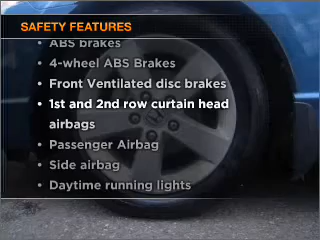 SAFETY FEATURES
• ABS brakes
• 4-wheel ABS Brakes
• Front Ventilated disc brakes
• 1st and 2nd row curtain head
airbags
• Passenger Airbag
• Side airbag
• Daytime running lights